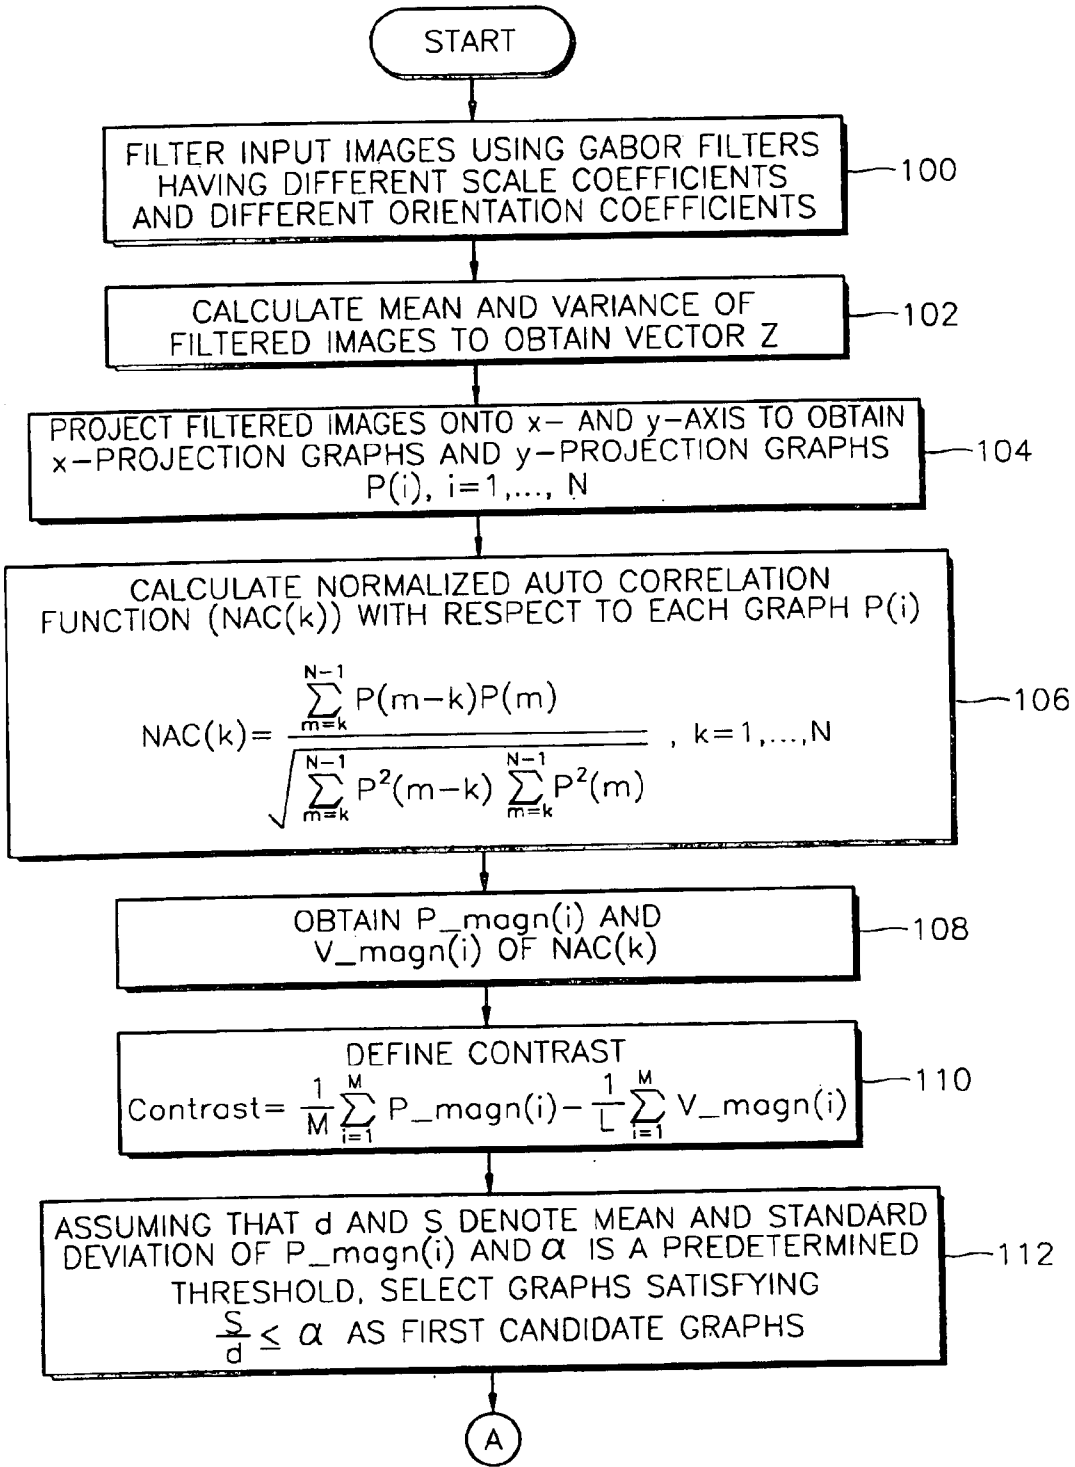 START
FILTER INPUT IMAGES USING GABOR FILTERS
HAVING DIFFERENT SCALE COEFFICIENTS
AND DIFFERENT ORIENTATION COEFFICIENTS
100
CALCULATE MEAN AND VARIANCE OF
FILTERED IMAGES TO OBTAIN VECTOR Z
102
PROJECT FILTERED IMAGES ONTO x- AND y-AXIS TO OBTAIN
x-PROJECTION GRAPHS AND y-PROJECTION GRAPHS
P(i), i=1,..., N
104
CALCULATE NORMALIZED AUTO CORRELATION
FUNCTION (NAC(k)) WITH RESPECT TO EACH GRAPH P(i)
N-1
∑ P(m-k)P(m)
m=k
NAC(k)= , k=1,...,N
N-1 N-1
√ ∑ P²(m-k) ∑ P²(m)
m=k m=k
106
OBTAIN P_magn(i) AND
V_magn(i) OF NAC(k)
108
DEFINE CONTRAST
Contrast= 1/M M∑i=1 P_magn(i)- 1/L M∑i=1 V_magn(i)
110
ASSUMING THAT d AND S DENOTE MEAN AND STANDARD
DEVIATION OF P_magn(i) AND α IS A PREDETERMINED
THRESHOLD, SELECT GRAPHS SATISFYING
S/d ≤ α AS FIRST CANDIDATE GRAPHS
112
A